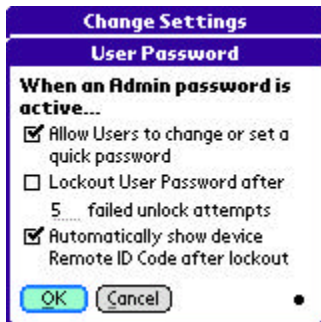 Change Settings
User Password
When an Admin password is
active...
Allow Users to change or set a
quick password
Lockout User Password after
5 failed unlock attempts
Automatically show device
Remote ID Code after lockout
OK Cancel